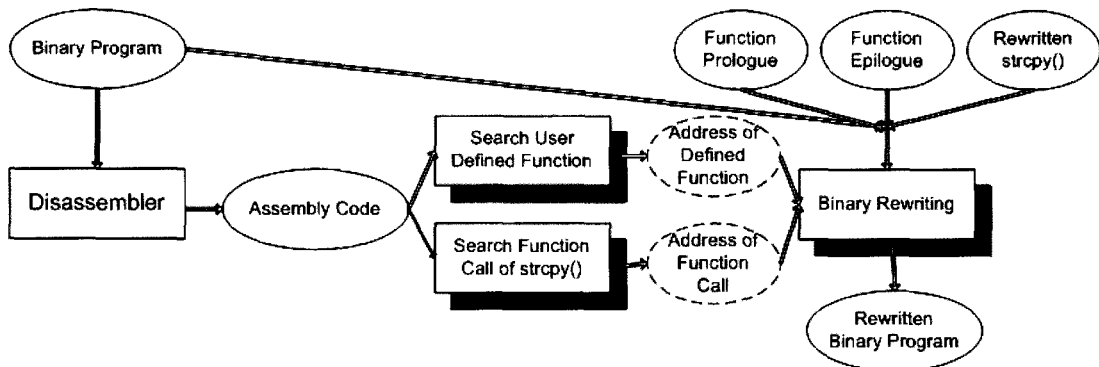 Binary Program
Function
Prologue
Function
Epilogue
Rewritten
strcpy()
Search User
Defined Function
Address of
Defined
Function
Disassembler
Assembly Code
Binary Rewriting
Search Function
Call of strcpy()
Address of
Function
Call
Rewritten
Binary Program